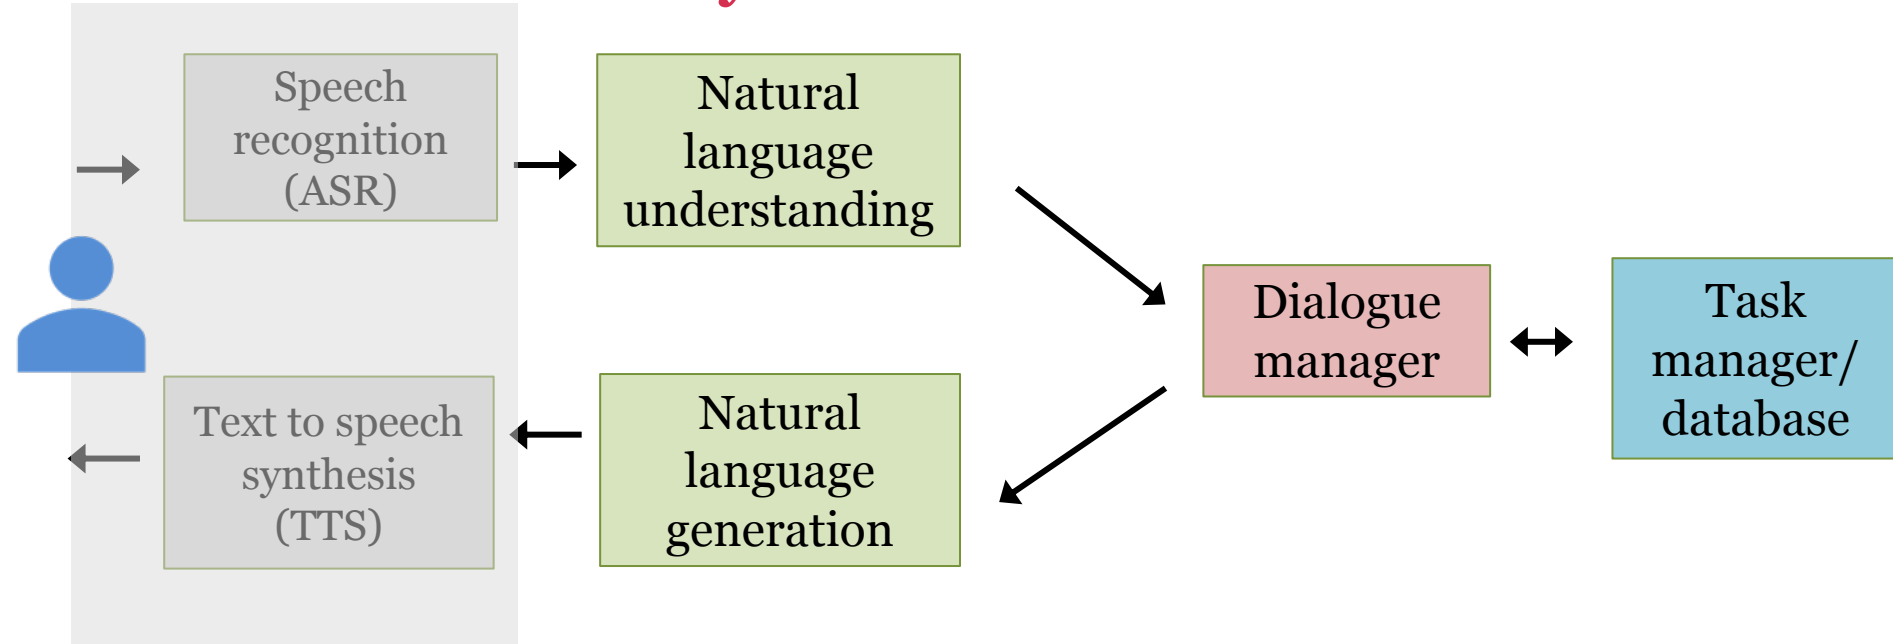 Speech
recognition
(ASR)
Natural
language
understanding
Dialogue
manager
Task
manager/
database
Text to speech
synthesis
(TTS)
Natural
language
generation